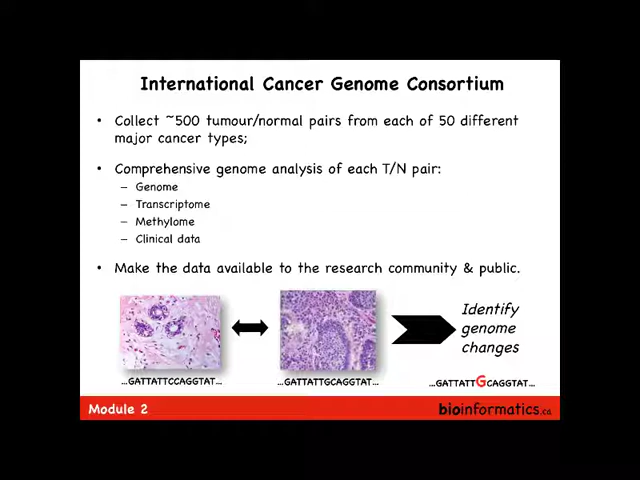 International Cancer Genome Consortium
• Collect ~500 tumour/normal pairs from each of 50 different
major cancer types;
• Comprehensive genome analysis of each T/N pair:
– Genome
– Transcriptome
– Methylome
– Clinical data
• Make the data available to the research community & public.
Identify
genome
changes
...GATTATTCCAGGTAT...
...GATTATTGCAGGTAT...
...GATTATTGCAGGTAT...
Module 2
bioinformatics.ca